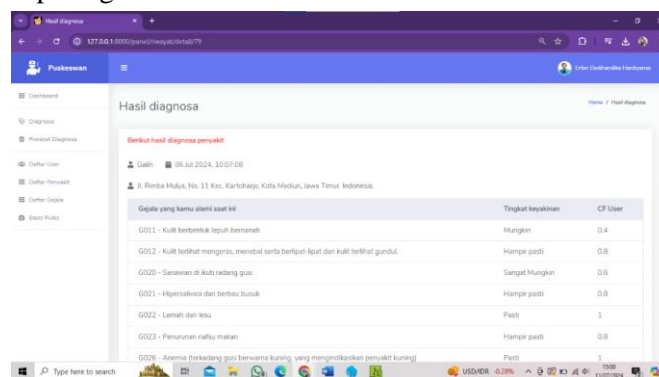 Hasil diagnosa
127.0.0.1:8000/panel/riwayat/detail/79
Puskeswan
Dashboard
Diagnosa
Riwayat Diagnosa
Daftar User
Daftar Penyakit
Daftar Gejala
Basis Rules
Hasil diagnosa
Home / Hasil diagnosa
Berikut hasil diagnosa penyakit
Galih 06 Jul 2024, 10:07:08
Jl. Rimba Mulya, No. 11 Kec. Kartoharjo, Kota Madiun, Jawa Timur. Indonesia.
Gejala yang kamu alami saat ini Tingkat keyakinan CF User
G011 - Kulit berbentuk lepuh bernanah Mungkin 0.4
G012 - Kulit terlihat mengeras, menebal serta berlipat-lipat dan kulit terlihat gundul. Hampir pasti 0.8
G020 - Sariawan di ikuti radang gusi Sangat Mungkin 0.6
G021 - Hipersalivasi dan berbau busuk Hampir pasti 0.8
G022 - Lemah dan lesu Pasti 1
G023 - Penurunan nafsu makan Hampir pasti 0.8
G026 - Anemia (terkadang gusi berwarna kuning, yang mengindikasikan penyakit kuning) Pasti 1
Type here to search
USD/IDR -0.28%
15:08
11/07/2024